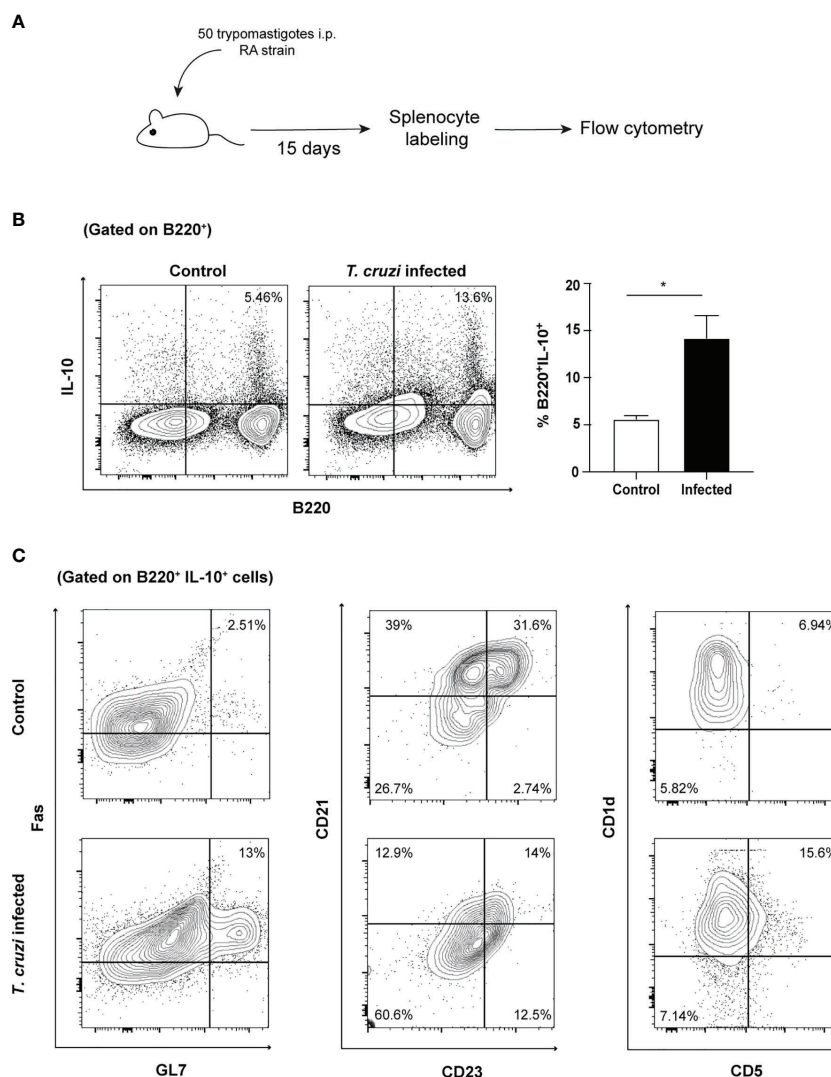 A
50 trypomastigotes i.p.
RA strain
15 days
Splenocyte
labeling
Flow cytometry
B
(Gated on B220+)
Control
T. cruzi infected
5.46%
13.6%
IL-10
B220
% B220+IL-10+
20
15
10
5
0
*
Control
Infected
C
(Gated on B220+ IL-10+ cells)
Control
T. cruzi infected
Fas
2.51%
13%
GL7
CD21
39%
31.6%
26.7%
2.74%
12.9%
14%
60.6%
12.5%
CD23
CD1d
6.94%
5.82%
15.6%
7.14%
CD5